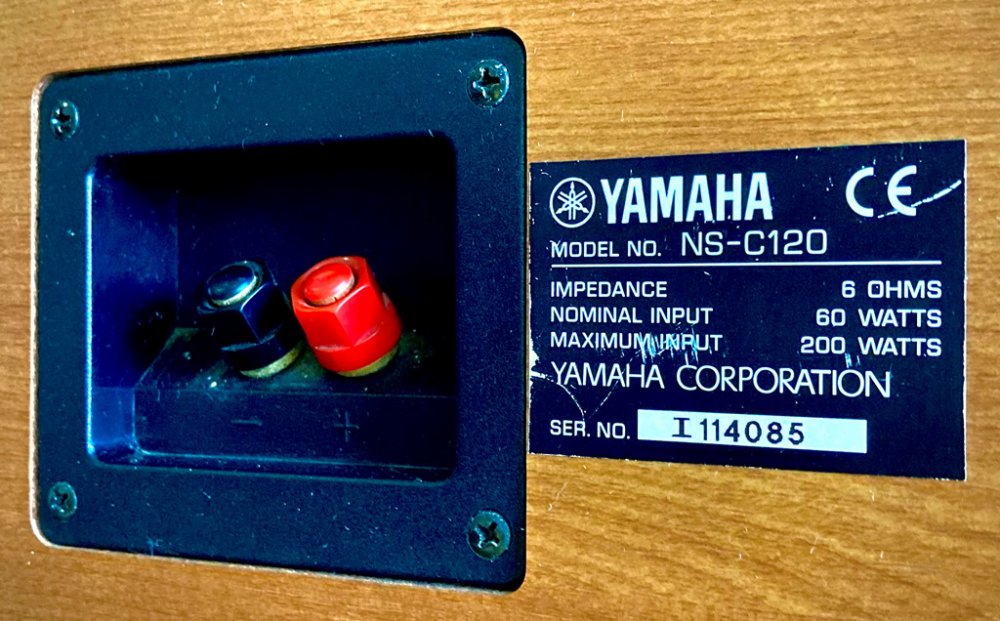 − +
YAMAHA CE
MODEL NO. NS-C120
IMPEDANCE 6 OHMS
NOMINAL INPUT 60 WATTS
MAXIMUM INPUT 200 WATTS
YAMAHA CORPORATION
SER. NO. I 114085